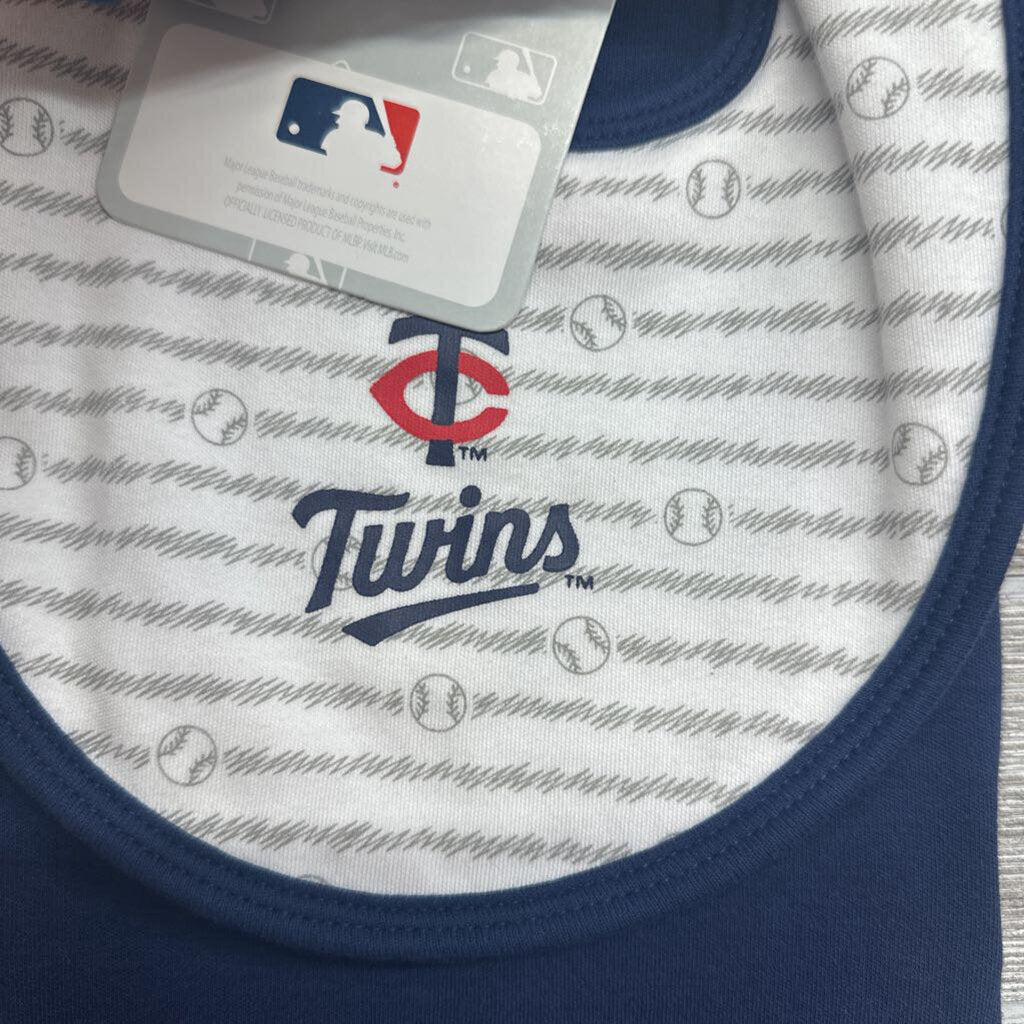 Major League Baseball trademarks and copyrights are used with
permission of Major League Baseball Properties, Inc.
OFFICIALLY LICENSED PRODUCT OF MLBP. Visit MLB.com
TC
TM
Twins
TM